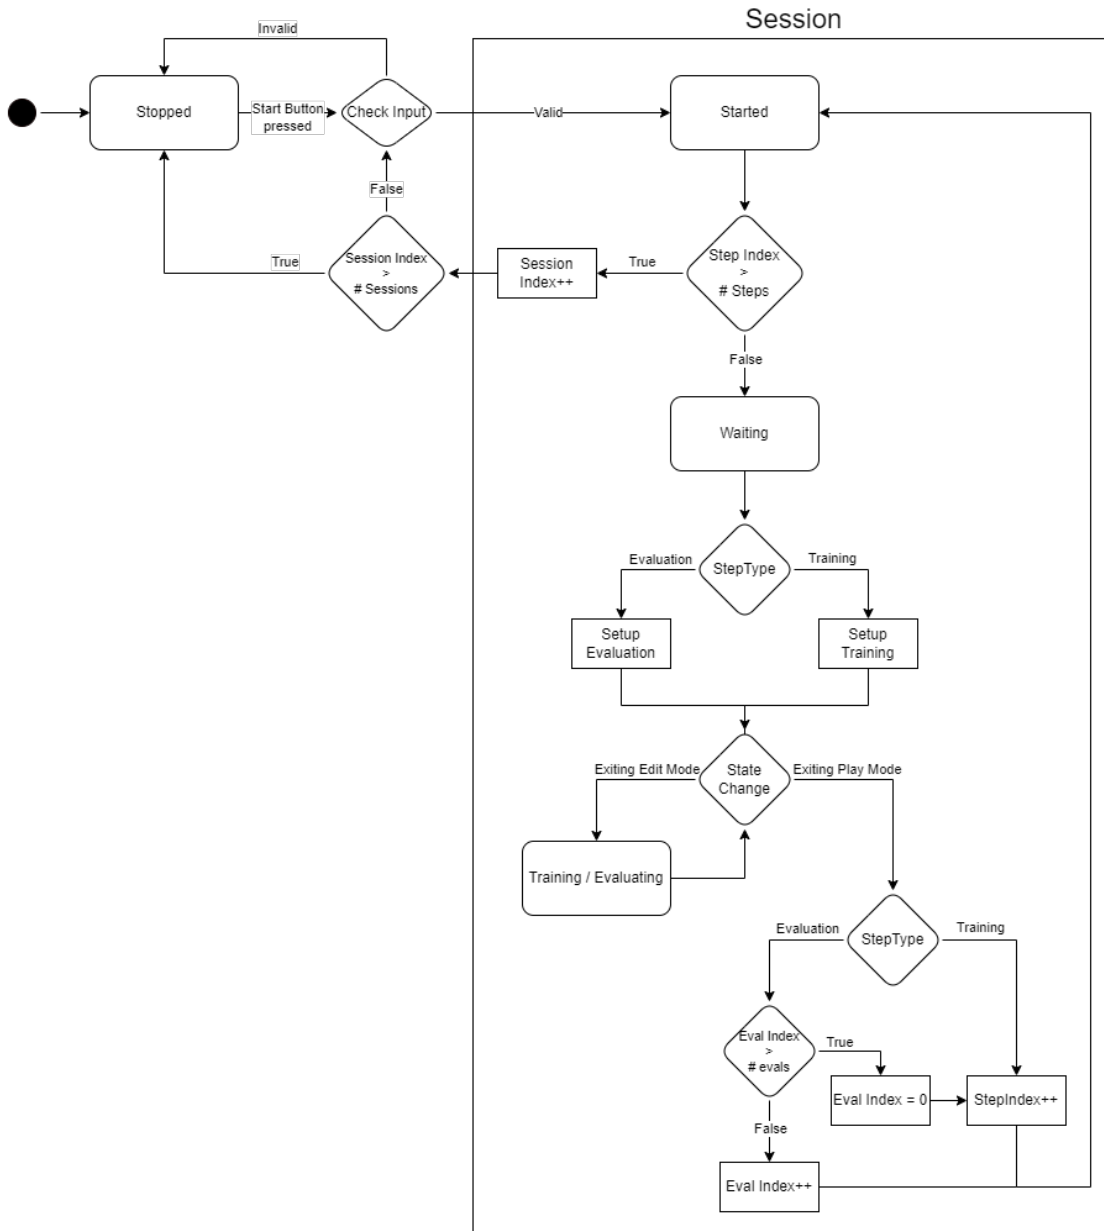 Session
Invalid
Stopped
Start Button
pressed
Check Input
Valid
Started
False
True
Session Index
>
# Sessions
Session
Index++
True
Step Index
>
# Steps
False
Waiting
Evaluation
StepType
Training
Setup
Evaluation
Setup
Training
Exiting Edit Mode
State
Change
Exiting Play Mode
Training / Evaluating
Evaluation
StepType
Training
Eval Index
>
# evals
True
Eval Index = 0
StepIndex++
False
Eval Index++